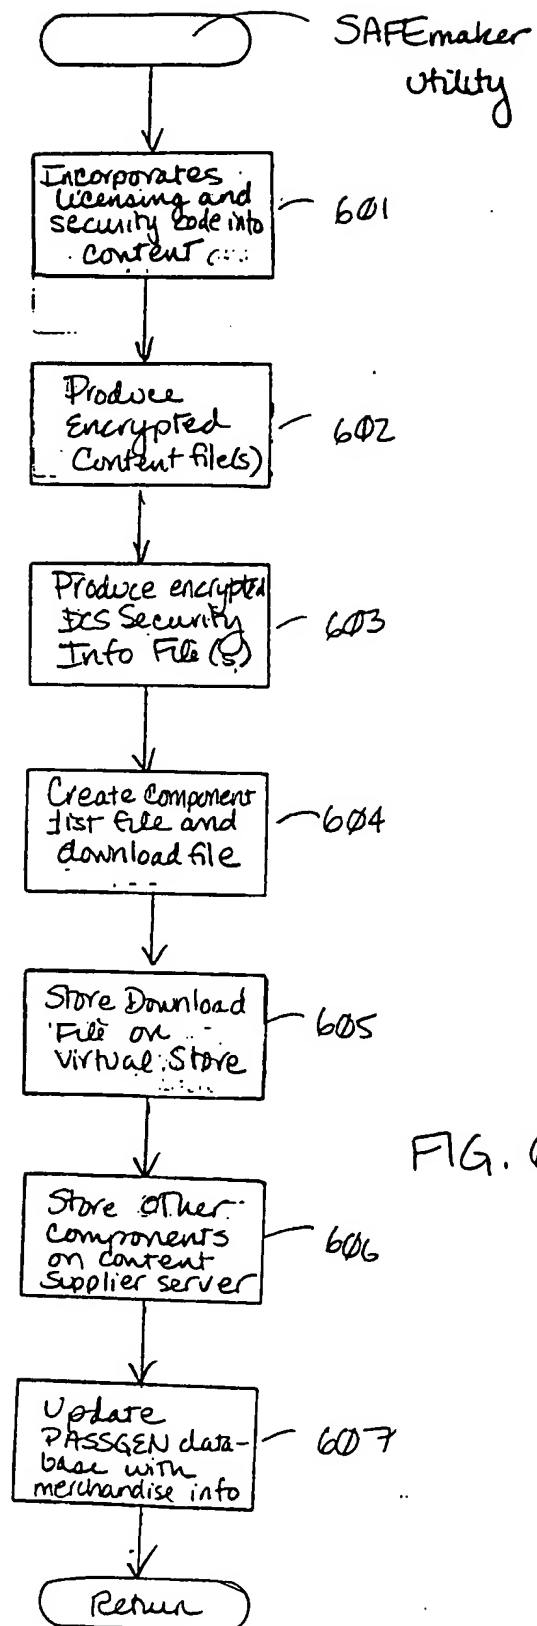 SAFEmaker
utility
Incorporates
licensing and
security code into
content
601
Produce
Encrypted
Content file(s)
602
Produce encrypted
DCS Security
Info File(s)
603
Create component
list file and
download file
604
Store Download
File on
Virtual Store
605
FIG. 6
Store other
components
on content
supplier server
606
Update
PASSGEN data-
base with
merchandise info
607
Return